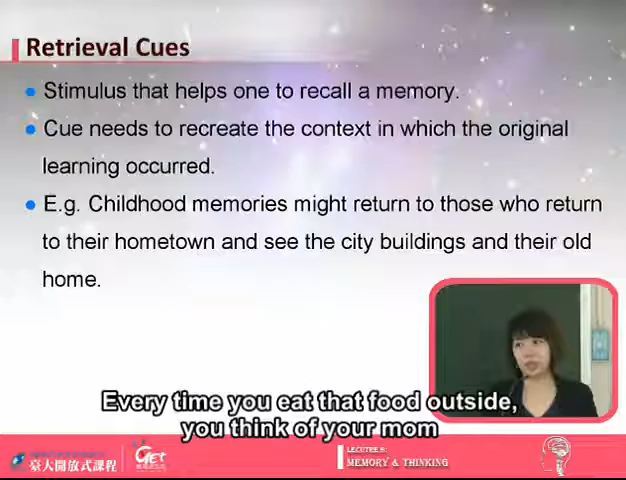 Retrieval Cues
Stimulus that helps one to recall a memory.
Cue needs to recreate the context in which the original
learning occurred.
E.g. Childhood memories might return to those who return
to their hometown and see the city buildings and their old
home.
Every time you eat that food outside,
you think of your mom
臺大開放式課程
GET
LECUTRE 6:
MEMORY & THINKING